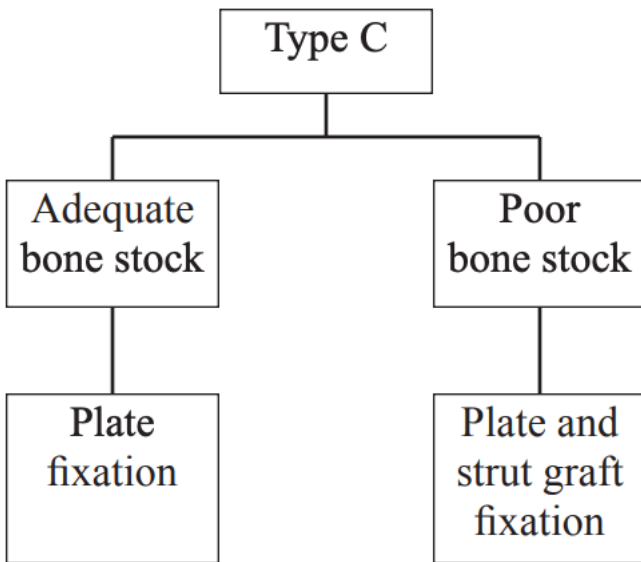 Type C
Adequate
bone stock
Poor
bone stock
Plate
fixation
Plate and
strut graft
fixation